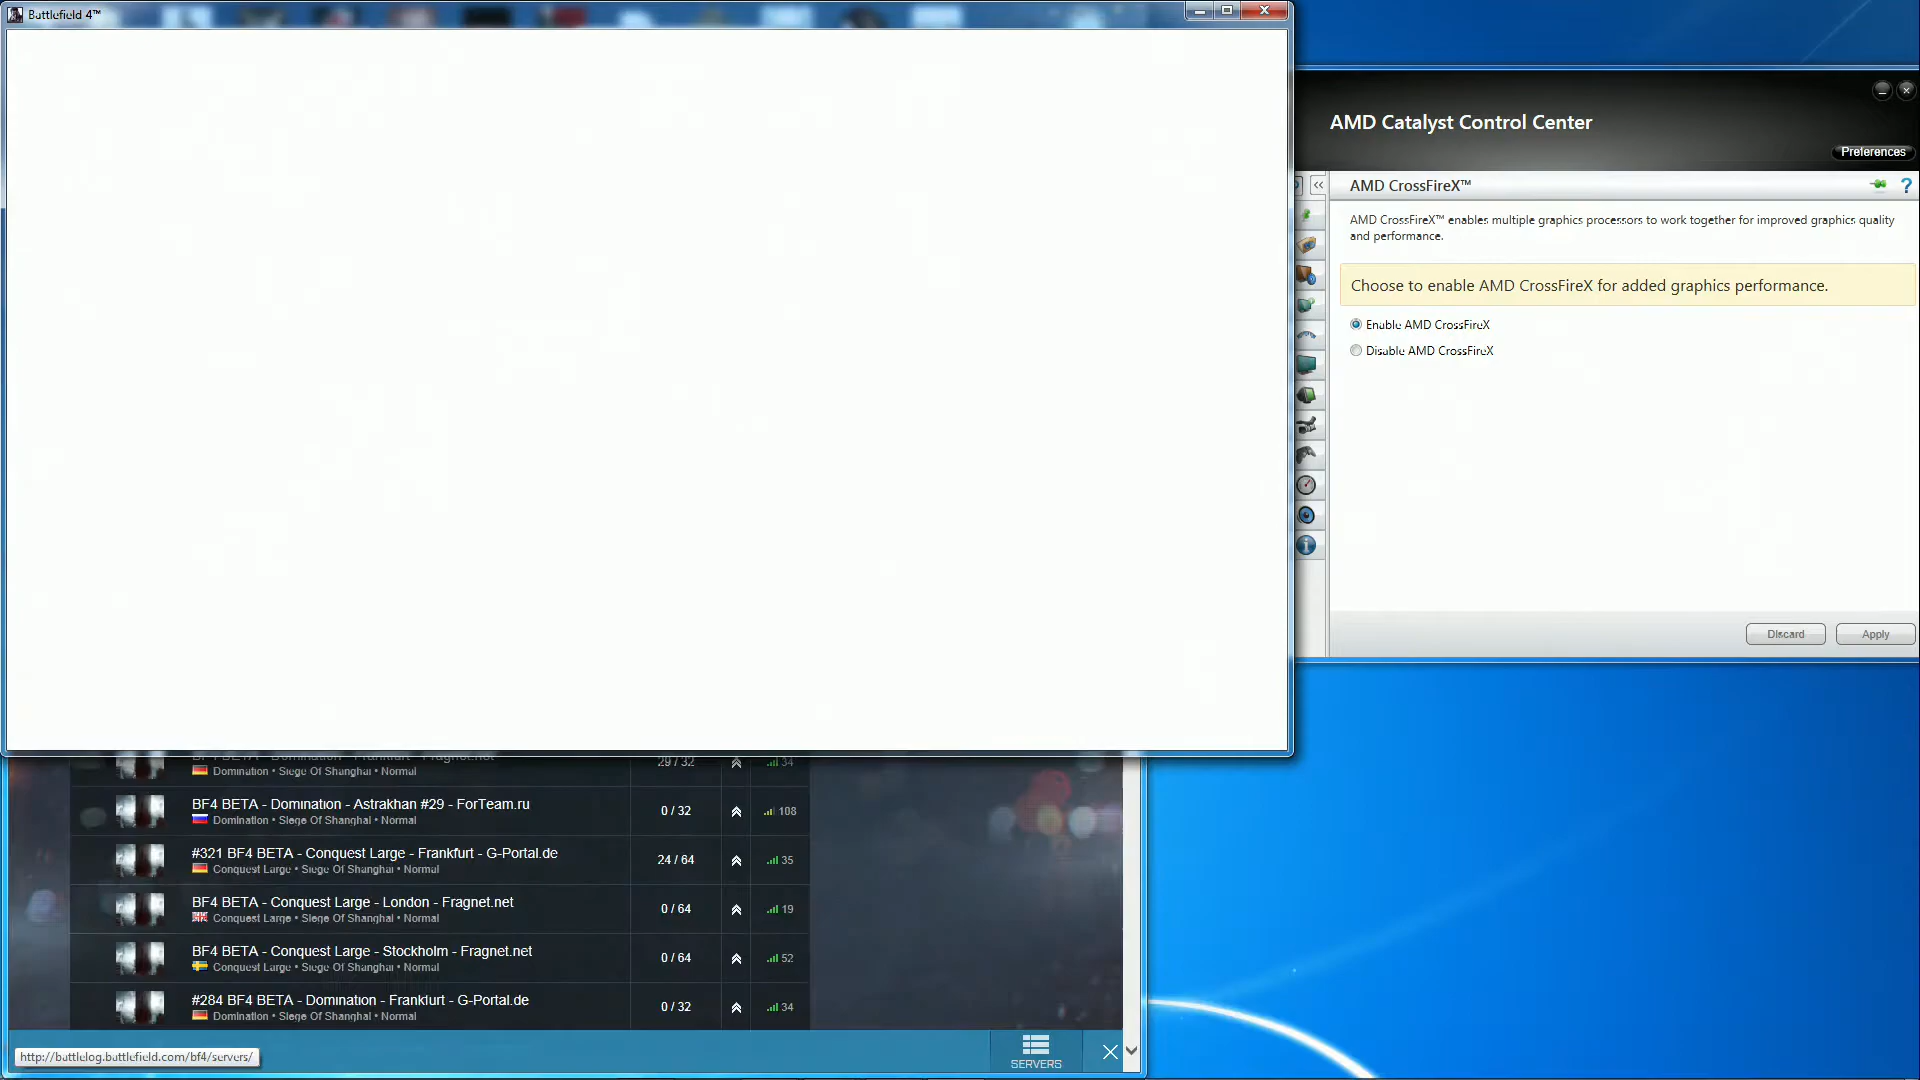 Battlefield 4™
AMD Catalyst Control Center
Preferences
AMD CrossFireX™
?
AMD CrossFireX™ enables multiple graphics processors to work together for improved graphics quality
and performance.
Choose to enable AMD CrossFireX for added graphics performance.
Enable AMD CrossFireX
Disable AMD CrossFireX
Discard
Apply
BF4 BETA - Domination - Frankfurt - Fragnet.net
29 / 32
34
Domination • Siege Of Shanghai • Normal
BF4 BETA - Domination - Astrakhan #29 - ForTeam.ru
0 / 32
108
Domination • Siege Of Shanghai • Normal
#321 BF4 BETA - Conquest Large - Frankfurt - G-Portal.de
24 / 64
35
Conquest Large • Siege Of Shanghai • Normal
BF4 BETA - Conquest Large - London - Fragnet.net
0 / 64
19
Conquest Large • Siege Of Shanghai • Normal
BF4 BETA - Conquest Large - Stockholm - Fragnet.net
0 / 64
52
Conquest Large • Siege Of Shanghai • Normal
#284 BF4 BETA - Domination - Frankfurt - G-Portal.de
0 / 32
34
Domination • Siege Of Shanghai • Normal
http://battlelog.battlefield.com/bf4/servers/
SERVERS